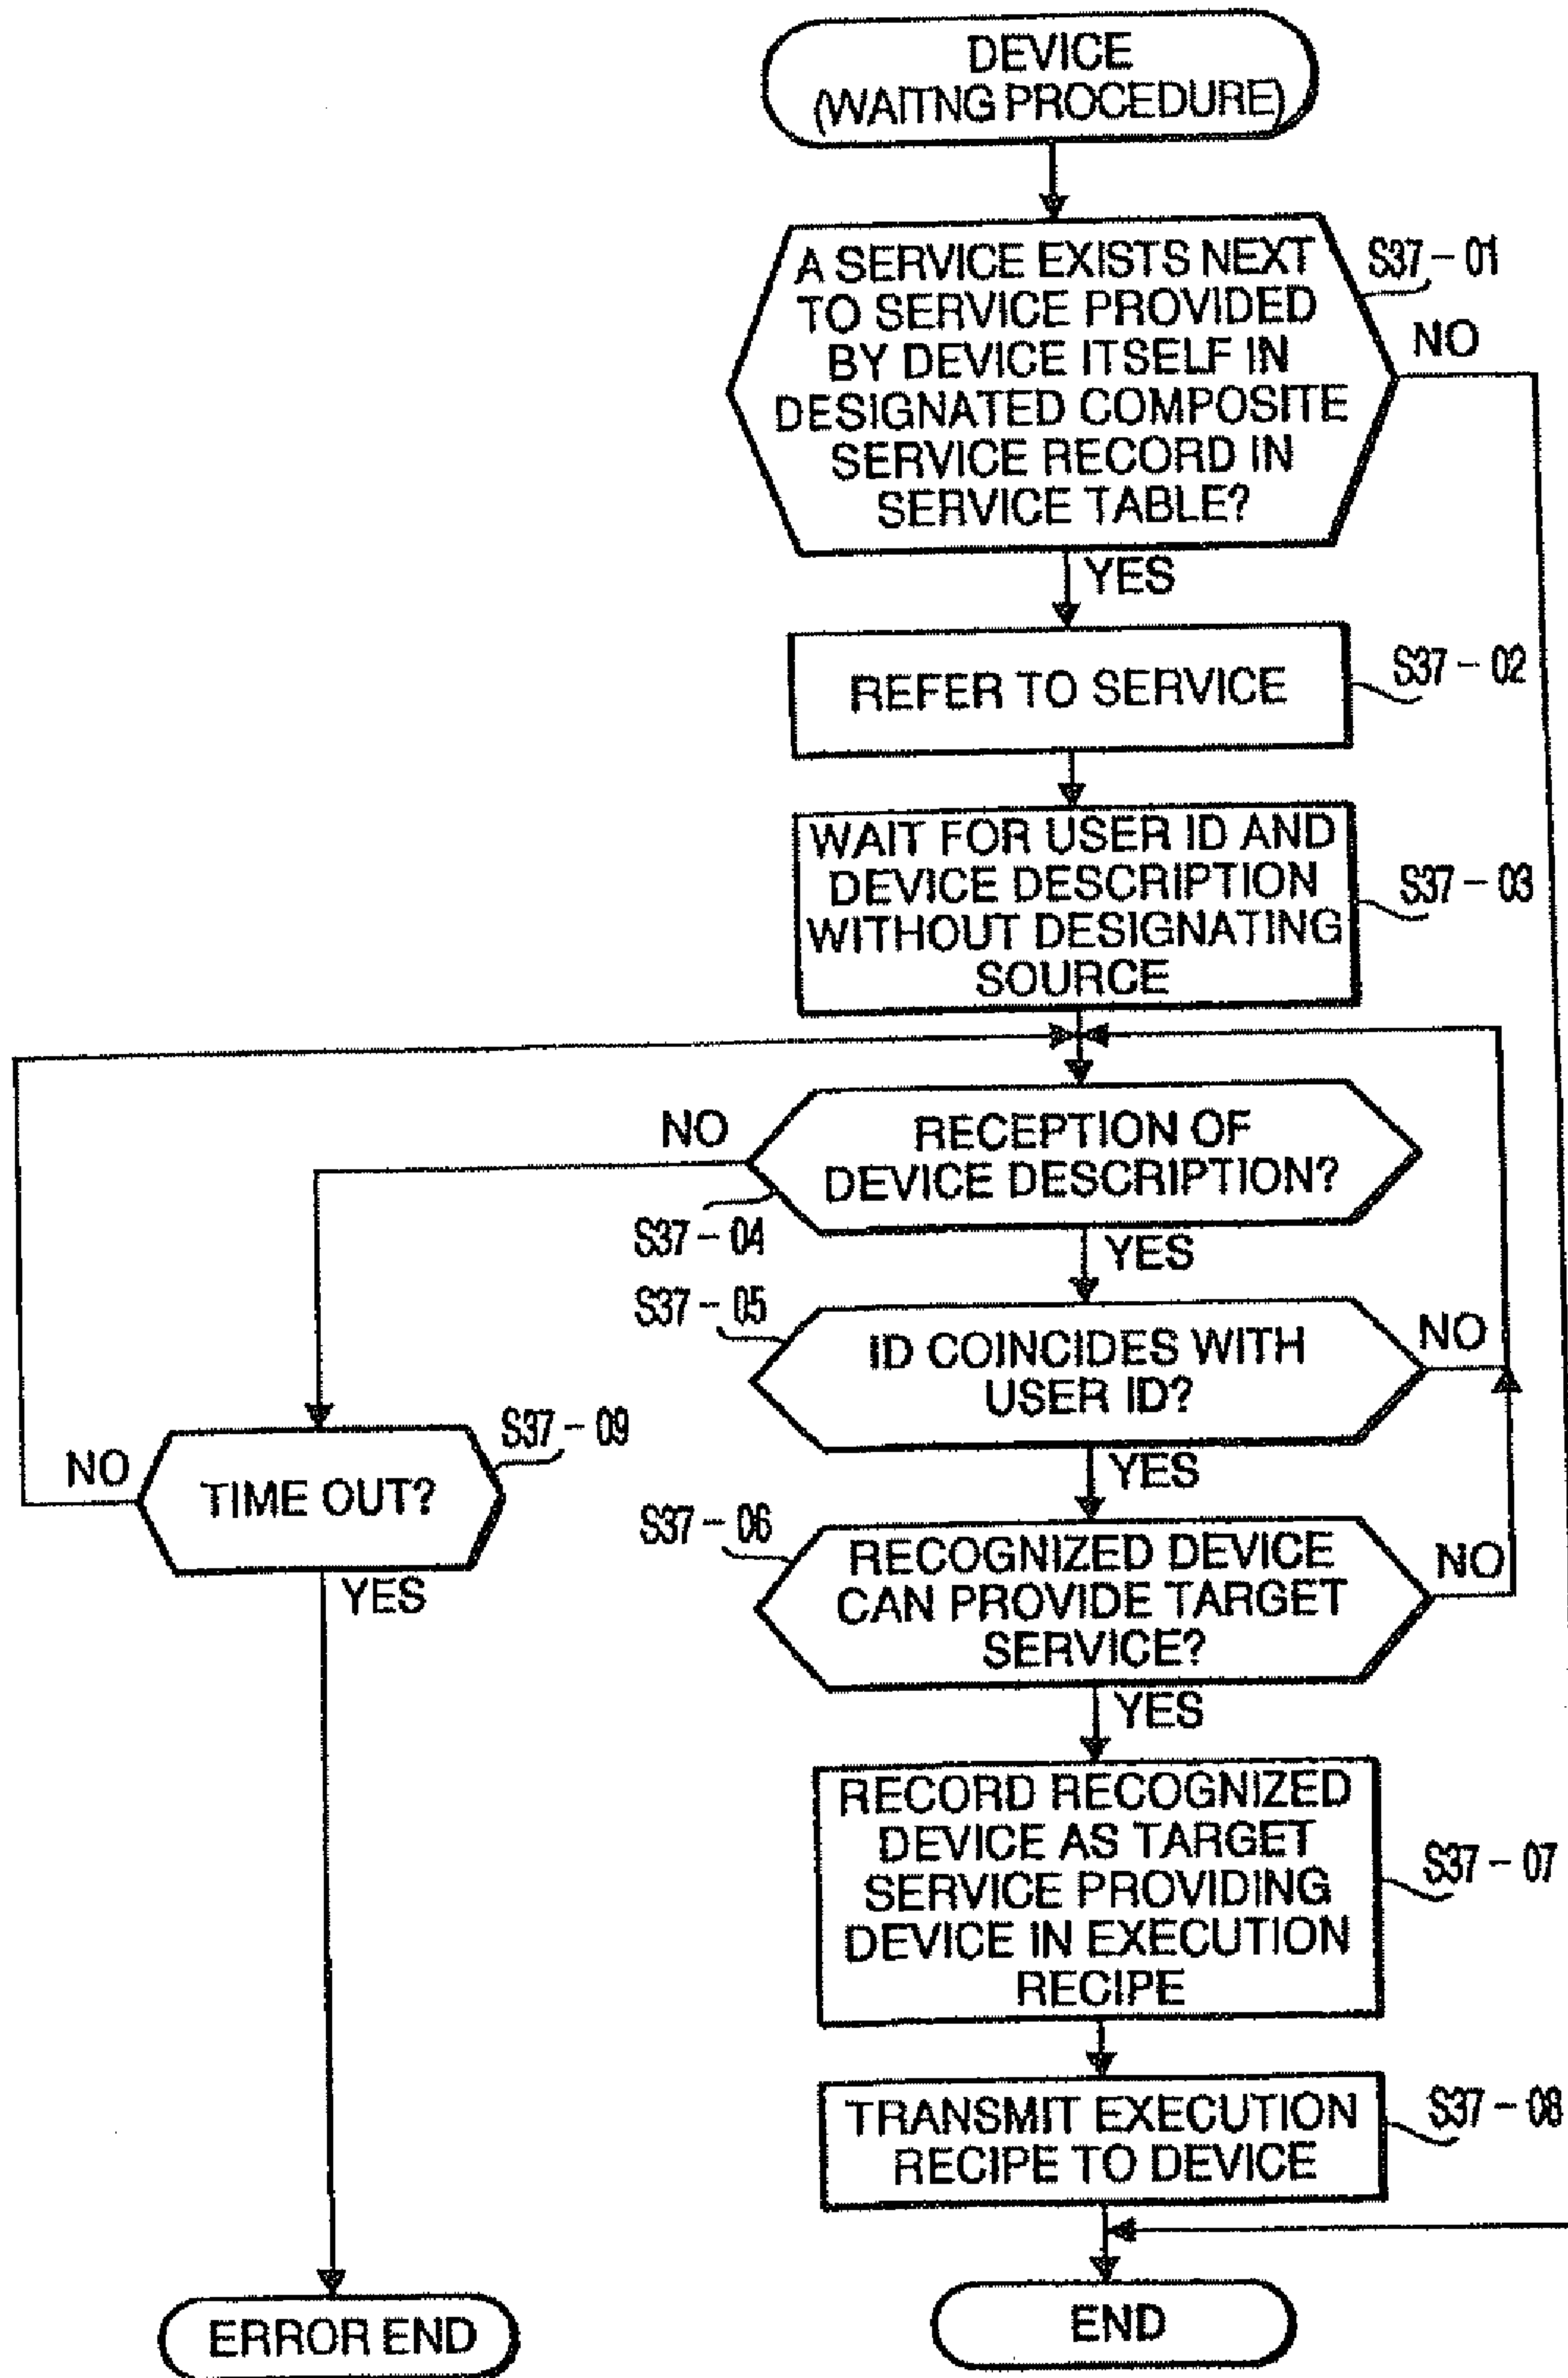 DEVICE
(WAITNG PROCEDURE)
A SERVICE EXISTS NEXT
TO SERVICE PROVIDED
BY DEVICE ITSELF IN
DESIGNATED COMPOSITE
SERVICE RECORD IN
SERVICE TABLE?
S37-01
NO
YES
REFER TO SERVICE
S37-02
WAIT FOR USER ID AND
DEVICE DESCRIPTION
WITHOUT DESIGNATING
SOURCE
S37-03
RECEPTION OF
DEVICE DESCRIPTION?
NO
S37-04
YES
S37-05
ID COINCIDES WITH
USER ID?
NO
YES
S37-09
NO
TIME OUT?
YES
S37-06
RECOGNIZED DEVICE
CAN PROVIDE TARGET
SERVICE?
NO
YES
RECORD RECOGNIZED
DEVICE AS TARGET
SERVICE PROVIDING
DEVICE IN EXECUTION
RECIPE
S37-07
TRANSMIT EXECUTION
RECIPE TO DEVICE
S37-08
ERROR END
END